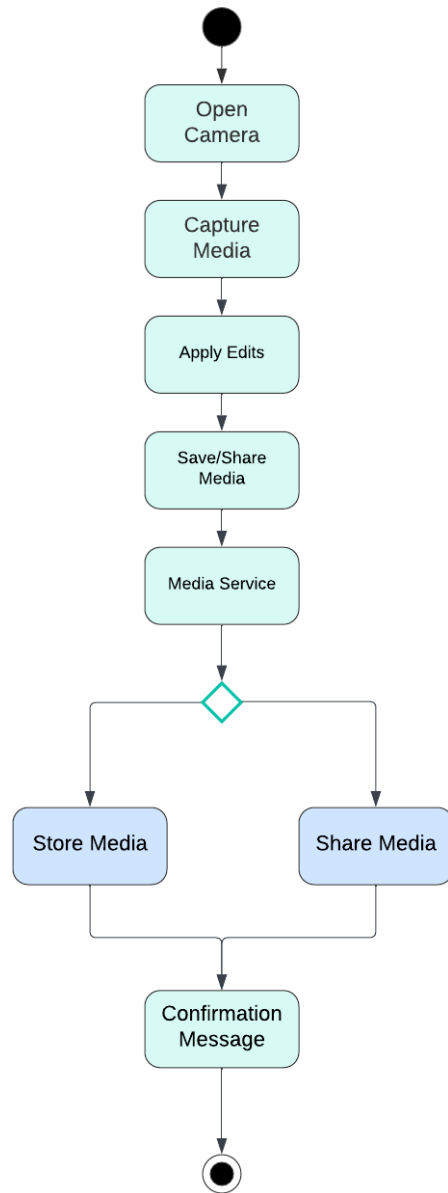 Open
Camera
Capture
Media
Apply Edits
Save/Share
Media
Media Service
Store Media
Share Media
Confirmation
Message